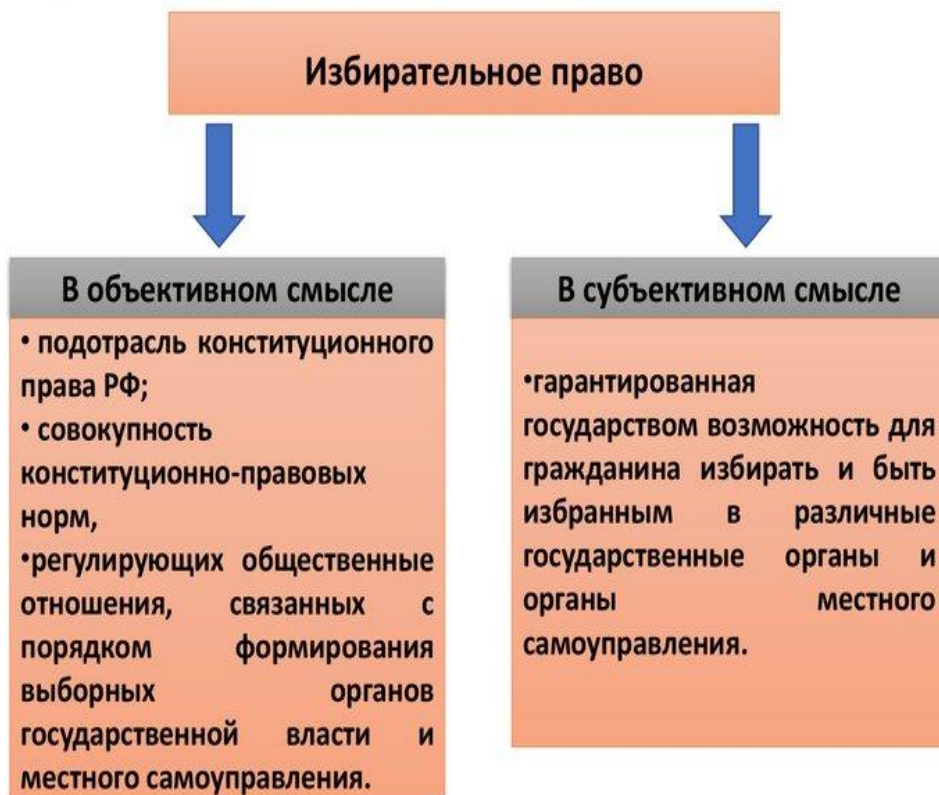 Избирательное право
В объективном смысле
• подотрасль конституционного
права РФ;
• совокупность
конституционно-правовых
норм,
•регулирующих общественные
отношения, связанных с
порядком формирования
выборных органов
государственной власти и
местного самоуправления.
В субъективном смысле
•гарантированная
государством возможность для
гражданина избирать и быть
избранным в различные
государственные органы и
органы местного
самоуправления.